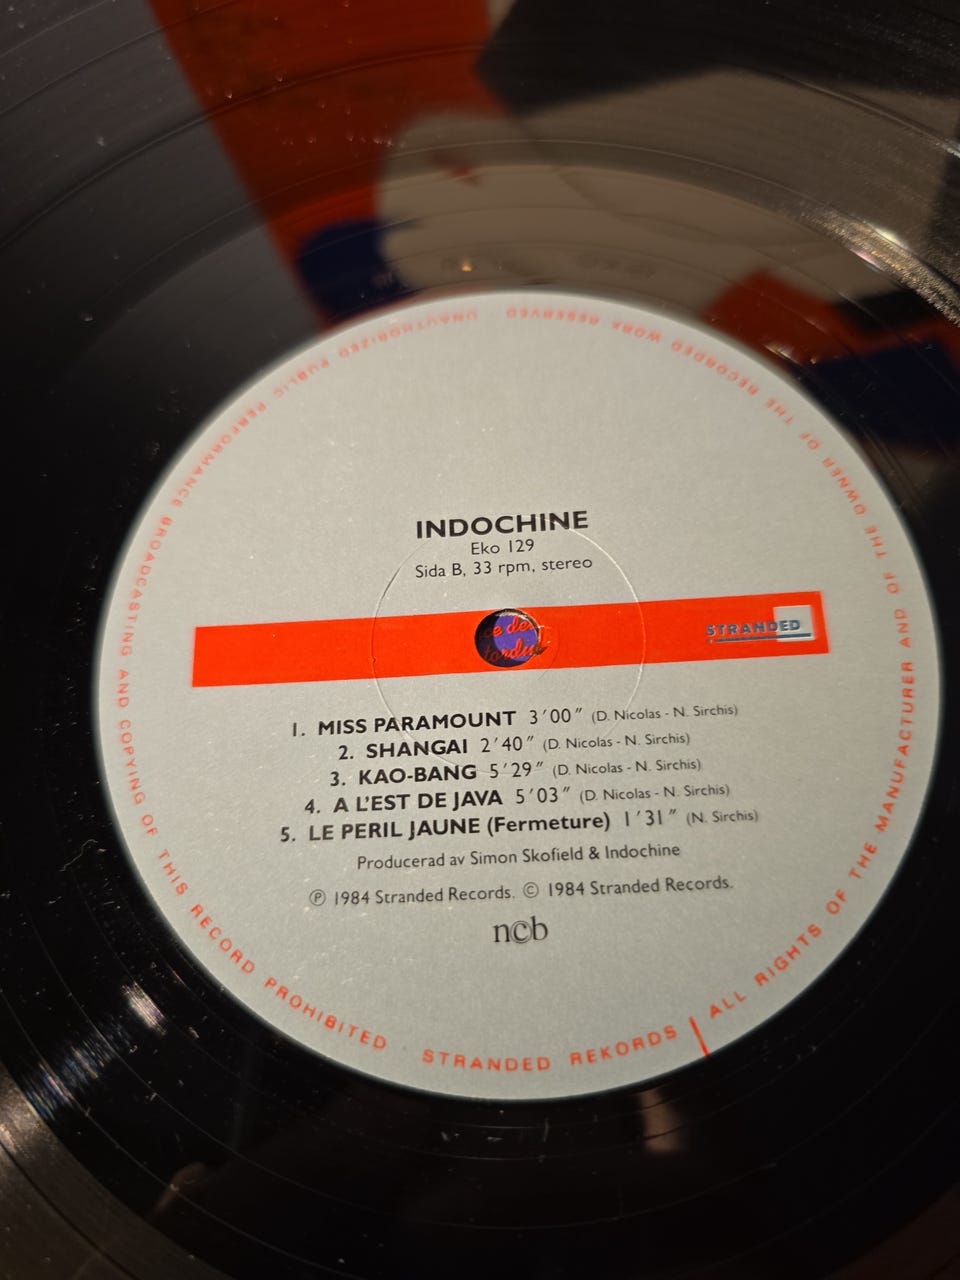 INDOCHINE
Eko 129
Sida B, 33 rpm, stereo
STRANDED
1. MISS PARAMOUNT 3'00" (D. Nicolas - N. Sirchis)
2. SHANGAI 2'40" (D. Nicolas - N. Sirchis)
3. KAO-BANG 5'29" (D. Nicolas - N. Sirchis)
4. A L'EST DE JAVA 5'03" (D. Nicolas - N. Sirchis)
5. LE PERIL JAUNE (Fermeture) 1'31" (N. Sirchis)
Producerad av Simon Skofield & Indochine
℗ 1984 Stranded Records. © 1984 Stranded Records.
ncb
STRANDED REKORDS | ALL RIGHTS OF THE MANUFACTURER AND OF THE OWNER OF THE RECORDED WORK RESERVED UNAUTHORIZED PUBLIC PERFORMANCE BROADCASTING AND COPYING OF THIS RECORD PROHIBITED